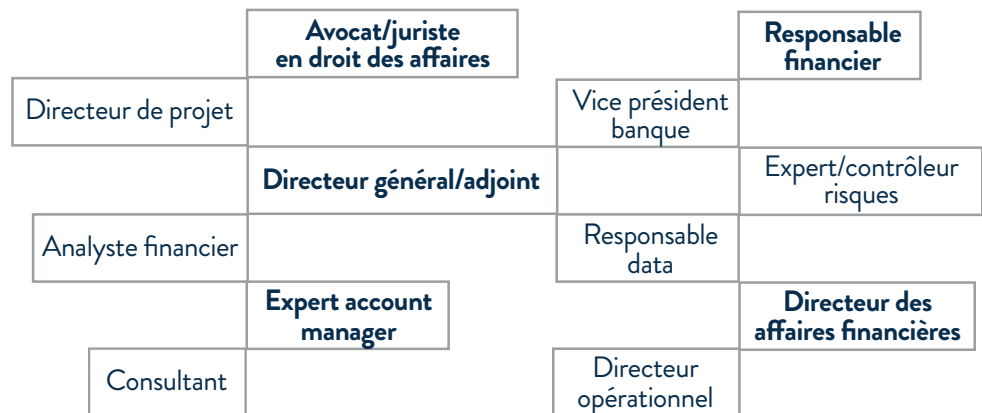 Avocat/juriste
en droit des affaires
Responsable
financier
Directeur de projet
Vice président
banque
Directeur général/adjoint
Expert/contrôleur
risques
Analyste financier
Responsable
data
Expert account
manager
Directeur des
affaires financières
Consultant
Directeur
opérationnel